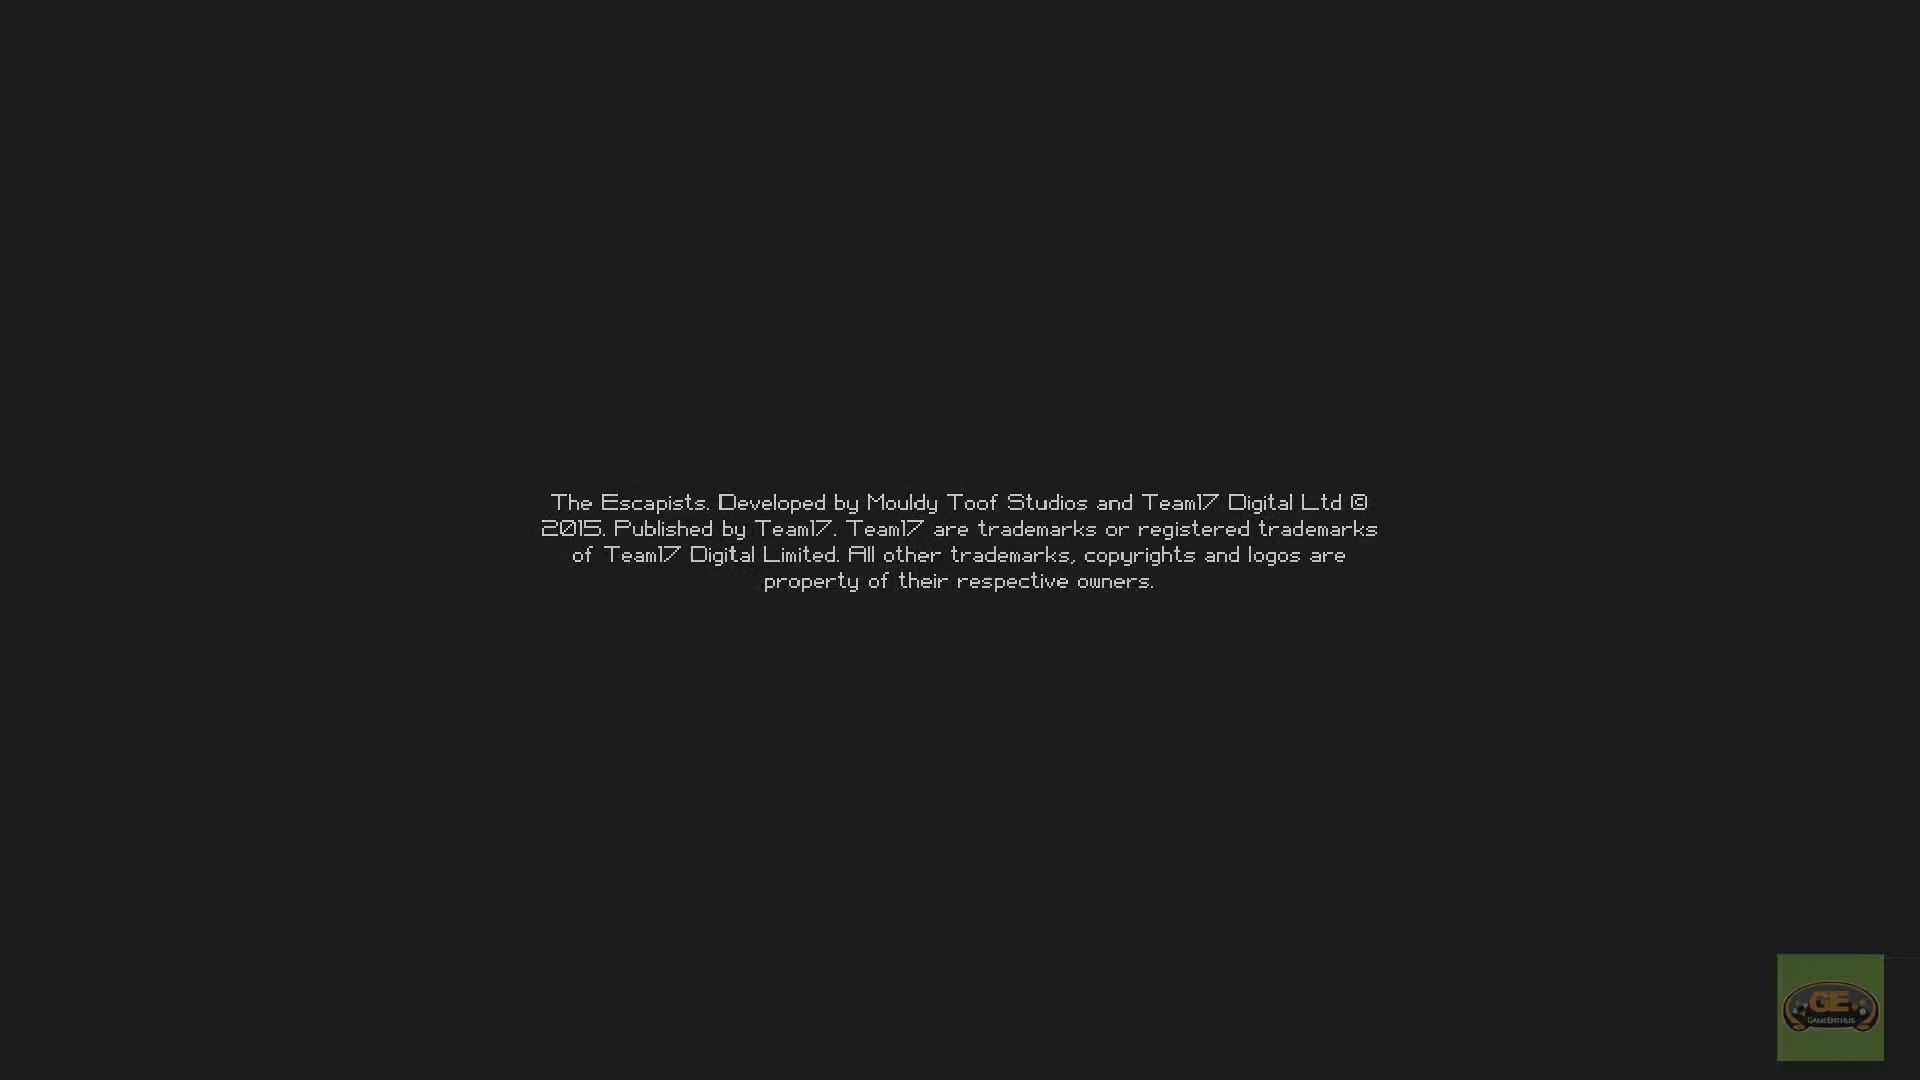 The Escapists. Developed by Mouldy Toof Studios and Team17 Digital Ltd ©
2015. Published by Team17. Team17 are trademarks or registered trademarks
of Team17 Digital Limited. All other trademarks, copyrights and logos are
property of their respective owners.
GE
GAMEENTHUS